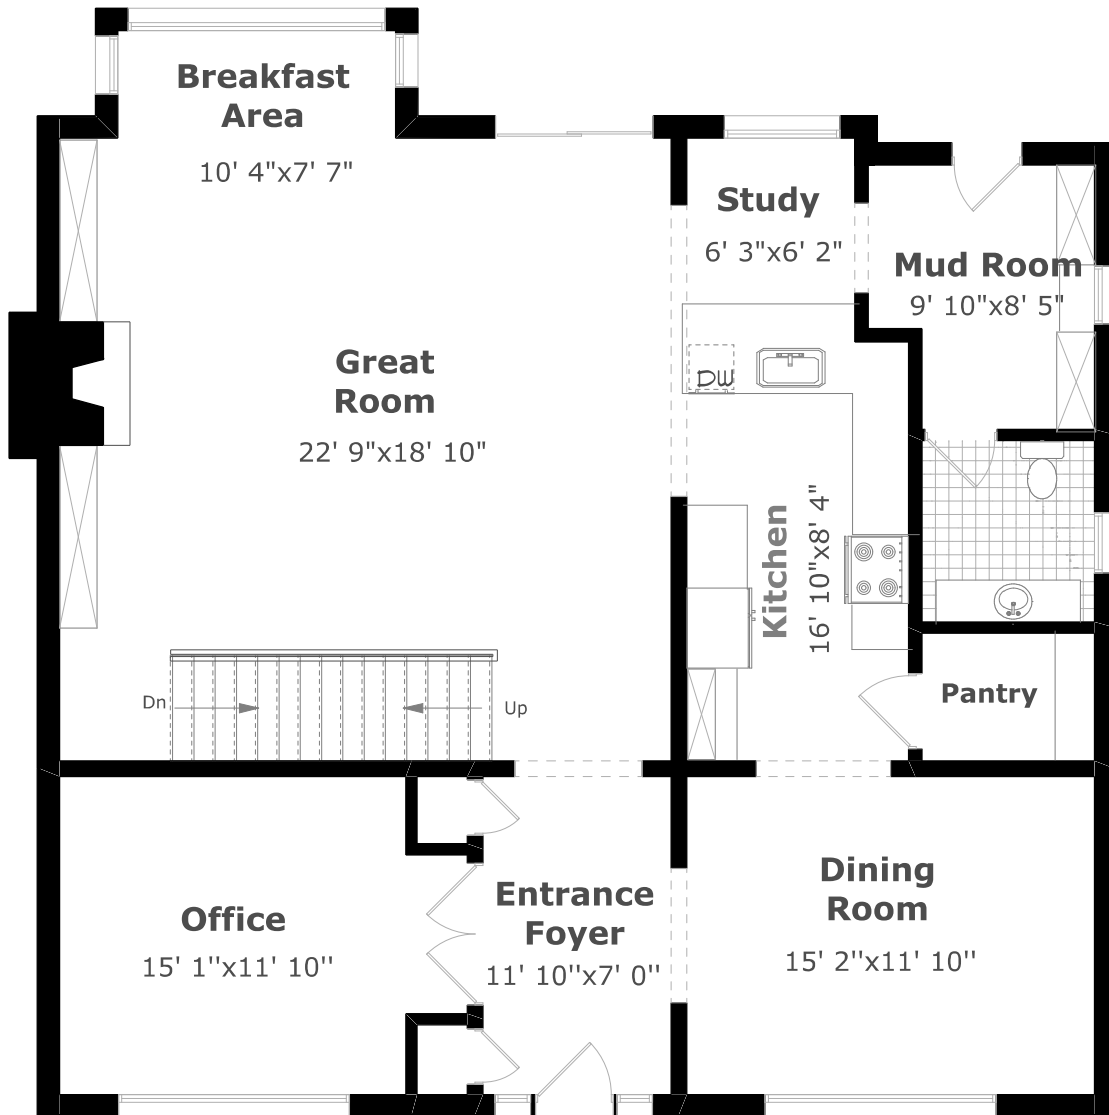 Breakfast
Area
10' 4"x7' 7"
Study
6' 3"x6' 2"
Mud Room
9' 10"x8' 5"
Great
Room
22' 9"x18' 10"
DW
Kitchen
16' 10"x8' 4"
Dn
Up
Pantry
Office
15' 1''x11' 10''
Entrance
Foyer
11' 10''x7' 0''
Dining
Room
15' 2''x11' 10''